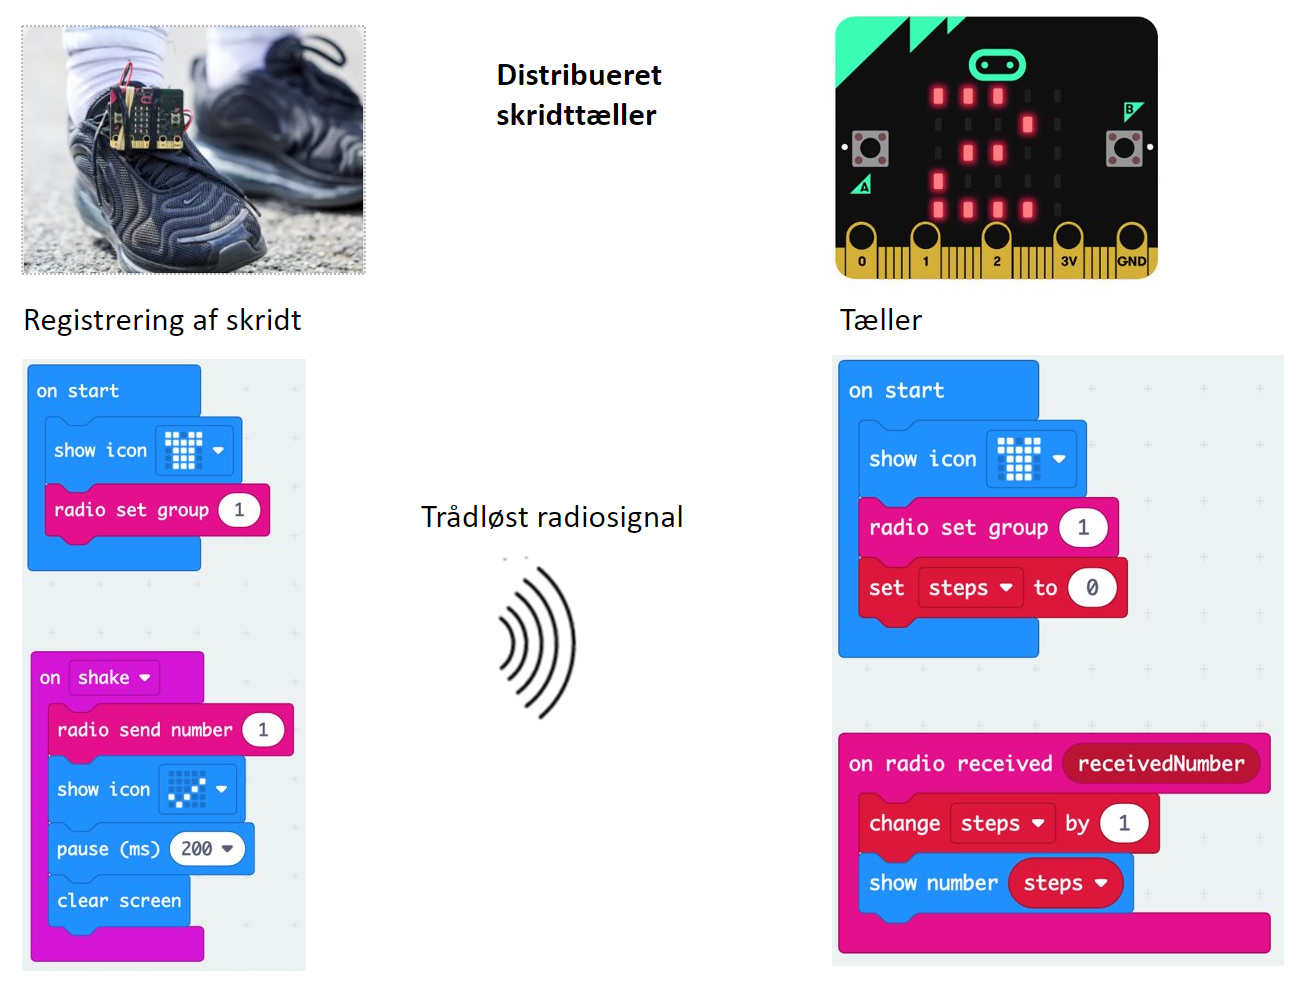 Distribueret
skridttæller
B
A
0 1 2 3V GND
Registrering af skridt
Tæller
on start
show icon
radio set group 1
on shake
radio send number 1
show icon
pause (ms) 200
clear screen
Trådløst radiosignal
on start
show icon
radio set group 1
set steps to 0
on radio received receivedNumber
change steps by 1
show number steps